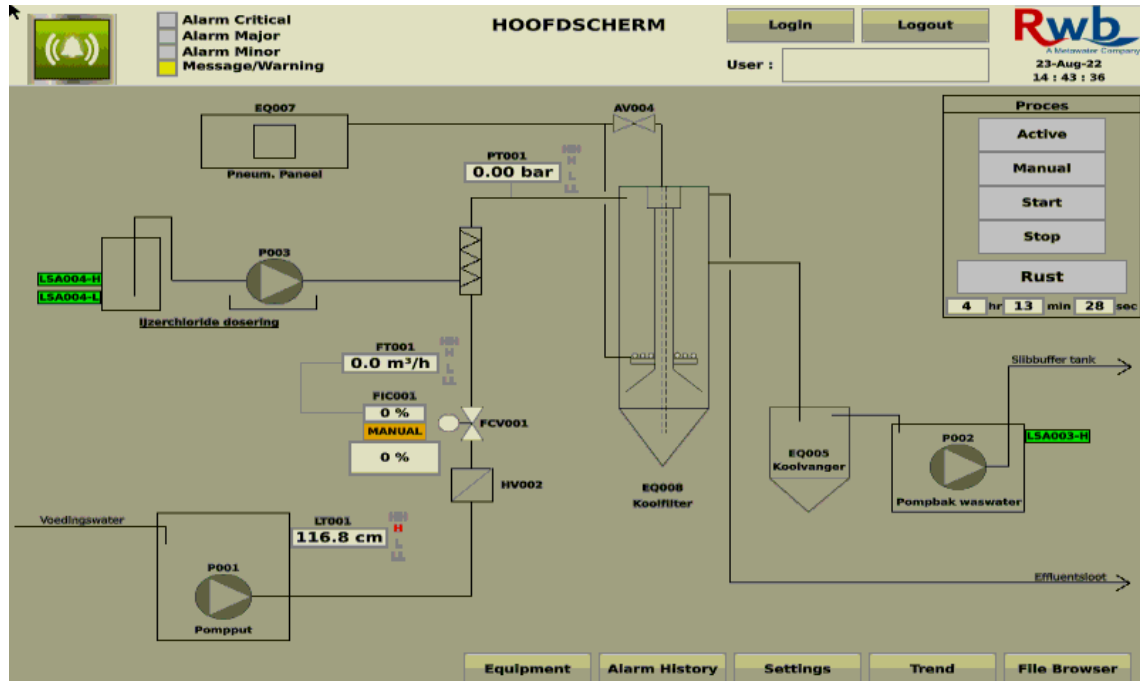 Alarm Critical
Alarm Major
Alarm Minor
Message/Warning
HOOFDSCHERM
Login
Logout
User :
Rwb
A Metawater Company
23-Aug-22
14 : 43 : 36
EQ007
Pneum. Paneel
AV004
PT001
0.00 bar
HH
H
L
LL
Proces
Active
Manual
Start
Stop
Rust
4 hr 13 min 28 sec
P003
LSA004-H
LSA004-L
Ijzerchloride dosering
FT001
0.0 m³/h
HH
H
L
LL
FIC001
0 %
MANUAL
0 %
FCV001
HV002
EQ008
Koolfilter
Slibbuffer tank
EQ005
Koolvanger
P002
LSA003-H
Pompbak waswater
Voedingswater
LT001
116.8 cm
HH
H
L
LL
P001
Pompput
Effluentsloot
Equipment
Alarm History
Settings
Trend
File Browser